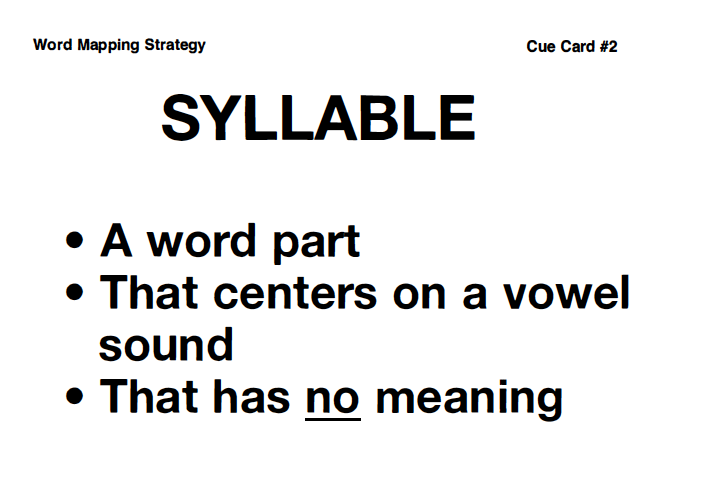 Word Mapping Strategy
Cue Card #2
SYLLABLE
• A word part
• That centers on a vowel
sound
• That has no meaning